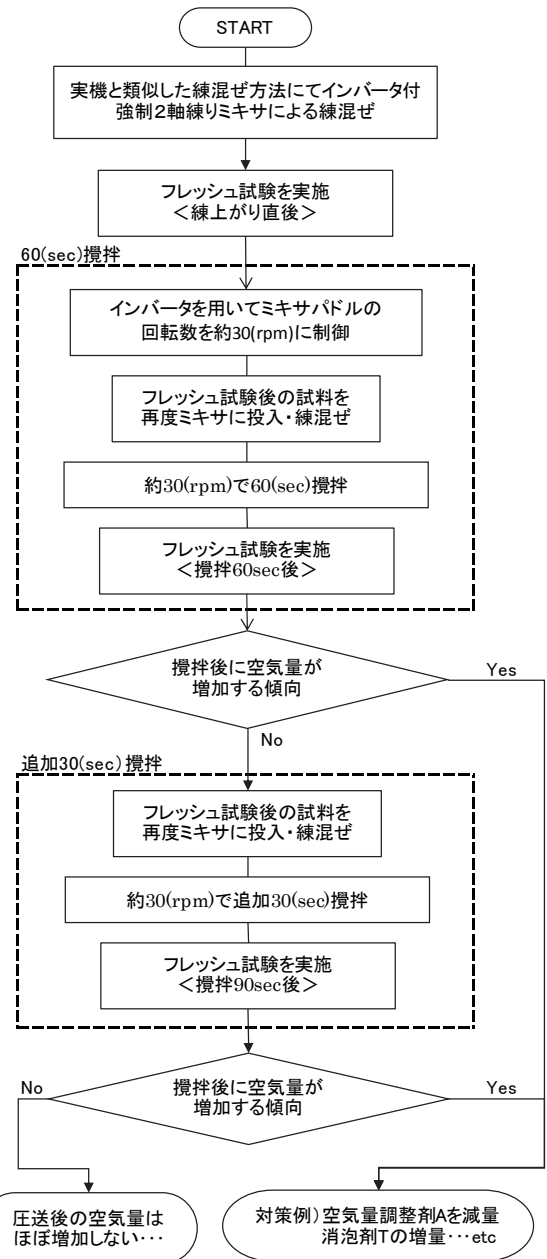 START
実機と類似した練混ぜ方法にてインバータ付
強制２軸練りミキサによる練混ぜ
フレッシュ試験を実施
＜練上がり直後＞
60(sec)攪拌
インバータを用いてミキサパドルの
回転数を約30(rpm)に制御
フレッシュ試験後の試料を
再度ミキサに投入・練混ぜ
約30(rpm)で60(sec)攪拌
フレッシュ試験を実施
＜攪拌60sec後＞
攪拌後に空気量が
増加する傾向
Yes
No
追加30(sec)攪拌
フレッシュ試験後の試料を
再度ミキサに投入・練混ぜ
約30(rpm)で追加30(sec)攪拌
フレッシュ試験を実施
＜攪拌90sec後＞
No
攪拌後に空気量が
増加する傾向
Yes
圧送後の空気量は
ほぼ増加しない･･･
対策例）空気量調整剤Aを減量
消泡剤Tの増量･･･etc